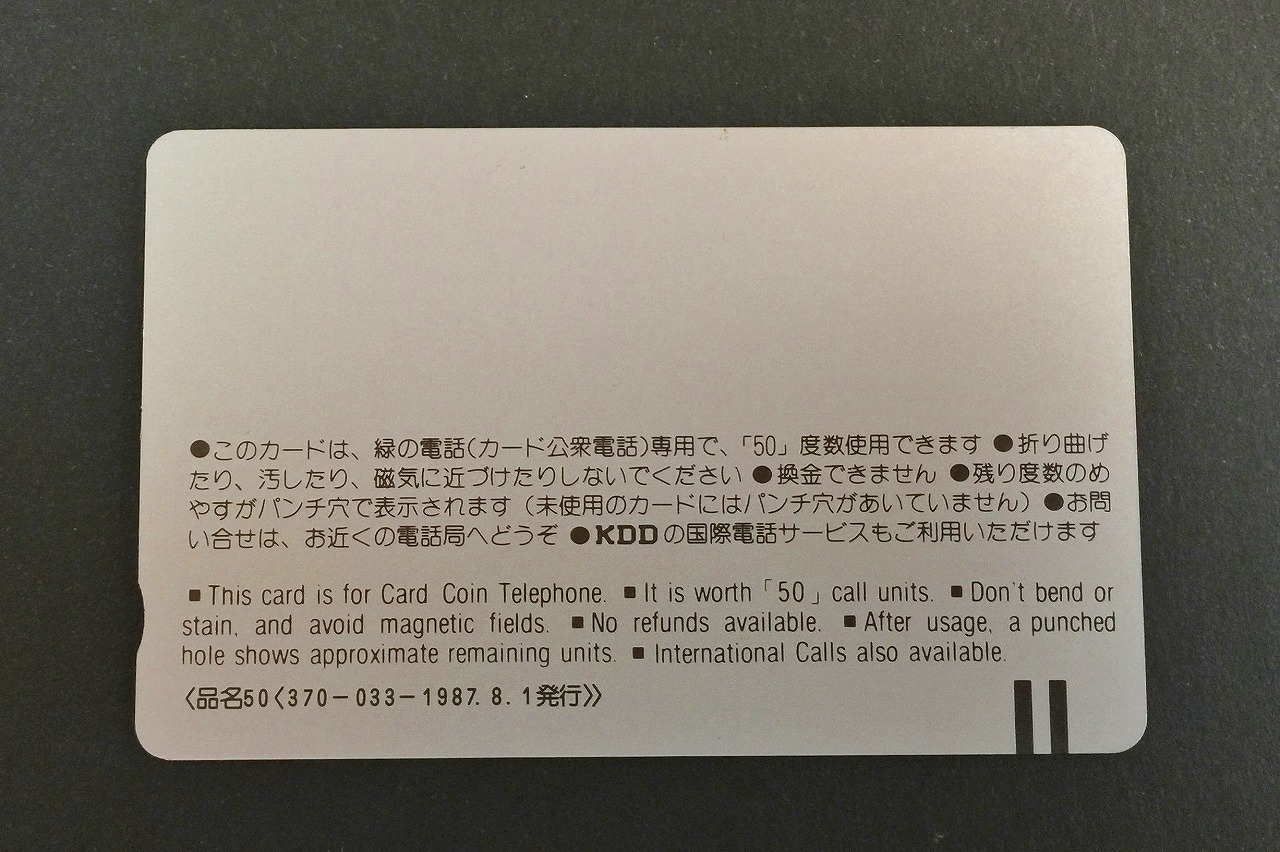 ●このカードは、緑の電話(カード公衆電話)専用で、「50」度数使用できます ●折り曲げ
たり、汚したり、磁気に近づけたりしないでください ●換金できません ●残り度数のめ
やすがパンチ穴で表示されます(未使用のカードにはパンチ穴があいていません) ●お問
い合せは、お近くの電話局へどうぞ ●KDDの国際電話サービスもご利用いただけます
■This card is for Card Coin Telephone. ■It is worth「50」call units. ■Don't bend or
stain, and avoid magnetic fields. ■No refunds available. ■After usage, a punched
hole shows approximate remaining units. ■International Calls also available.
〈品名50〈370−033−1987. 8. 1発行〉〉